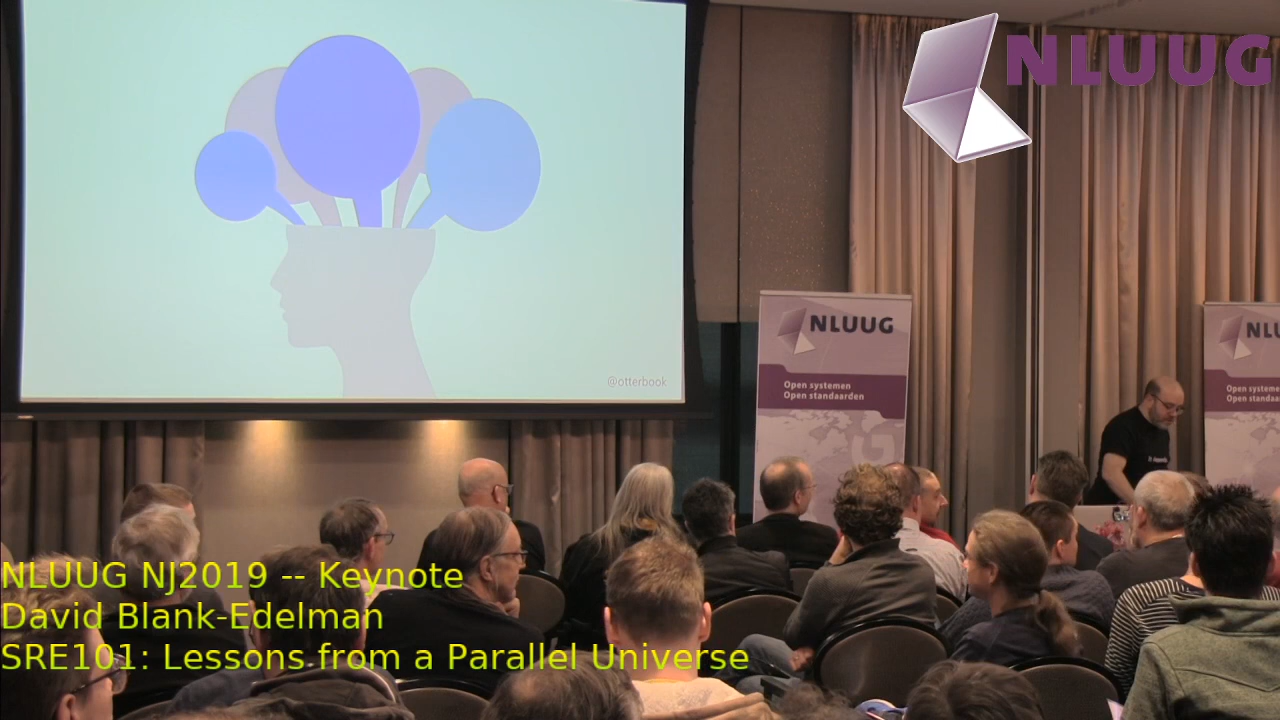 NLUUG
@otterbook
NLUUG
Open systemen
Open standaarden
NLU
Open systeme
Open standaa
NLUUG NJ2019 -- Keynote
David Blank-Edelman
SRE101: Lessons from a Parallel Universe